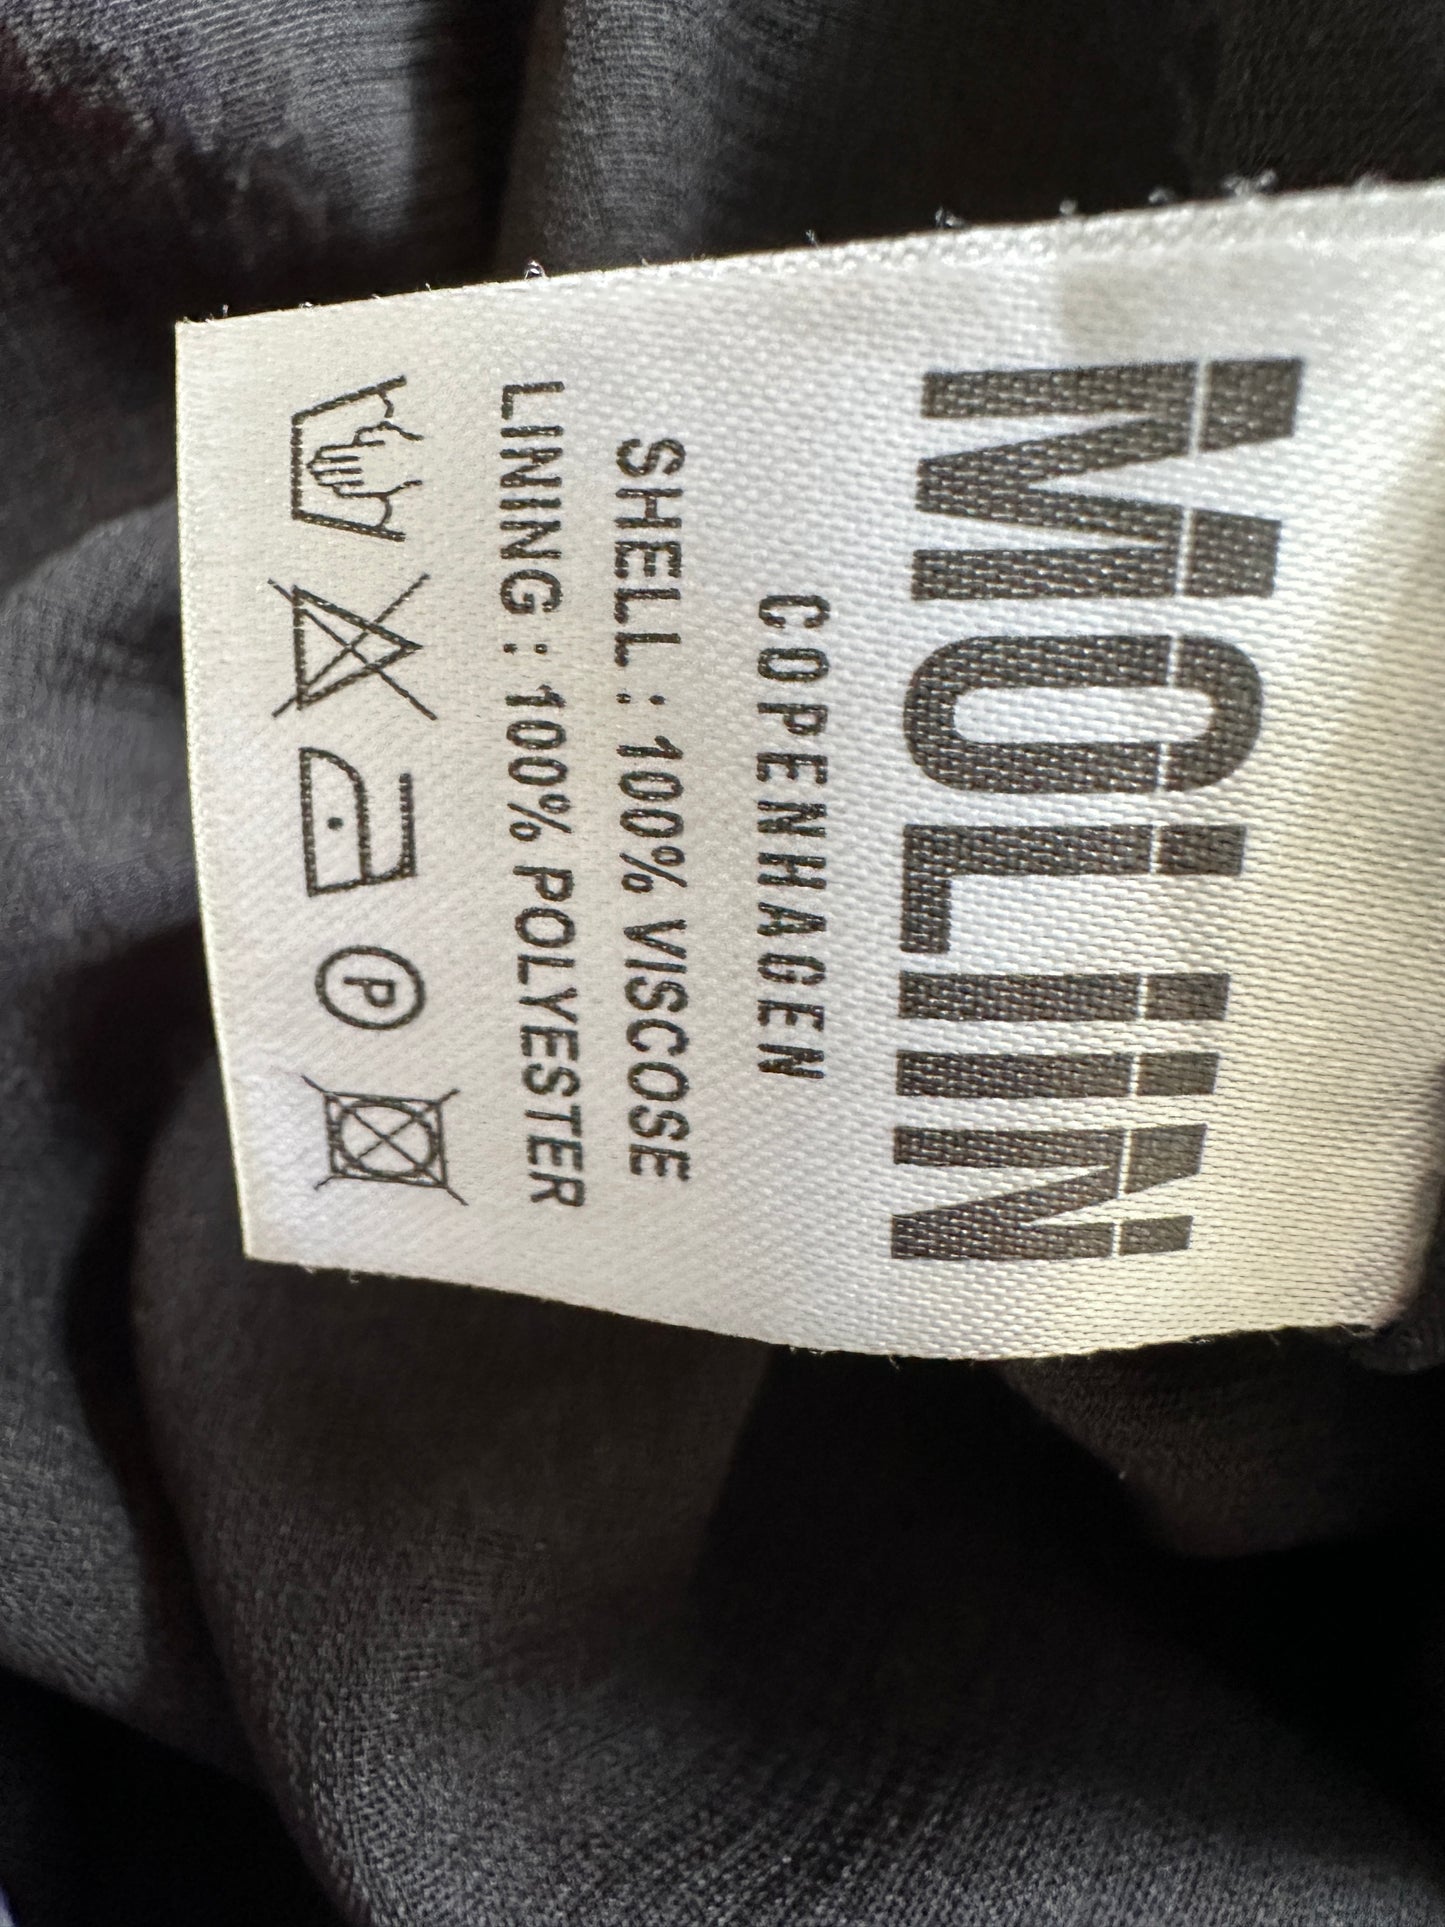 MOLIIN
COPENHAGEN
SHELL : 100% VISCOSE
LINING : 100% POLYESTER
P